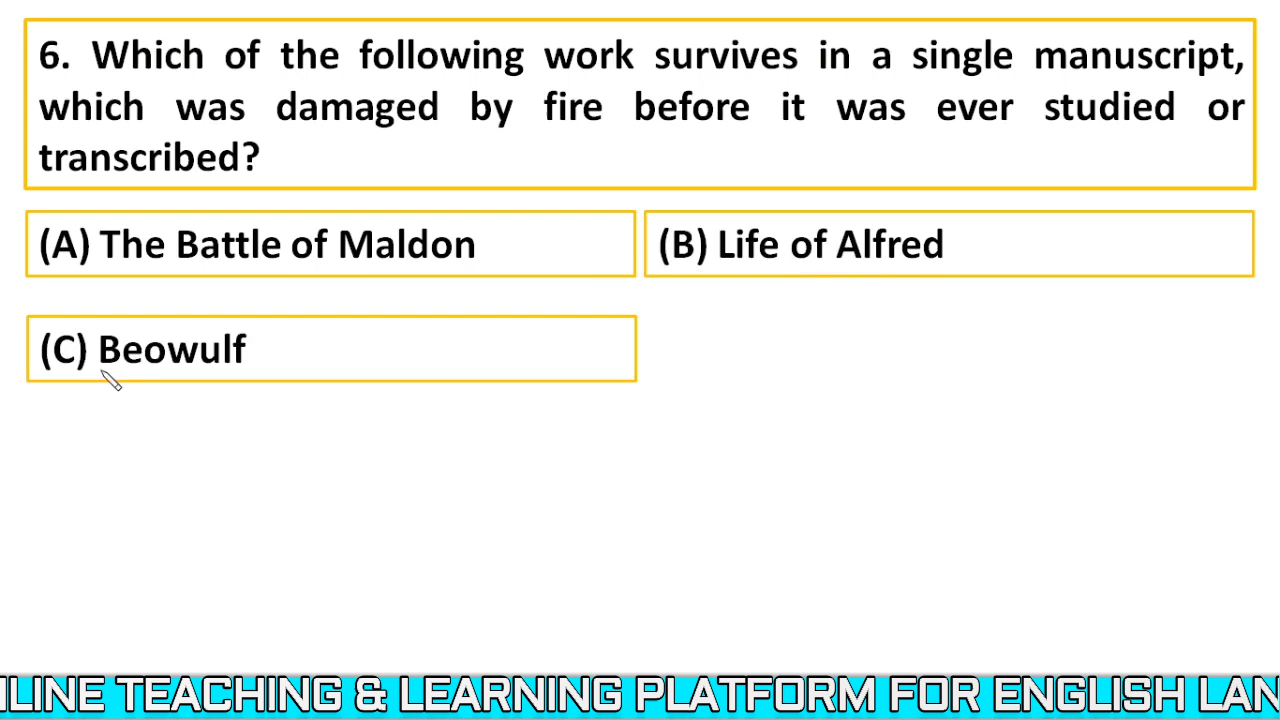 6. Which of the following work survives in a single manuscript,
which was damaged by fire before it was ever studied or
transcribed?
(A) The Battle of Maldon
(B) Life of Alfred
(C) Beowulf
NLINE TEACHING & LEARNING PLATFORM FOR ENGLISH LAN